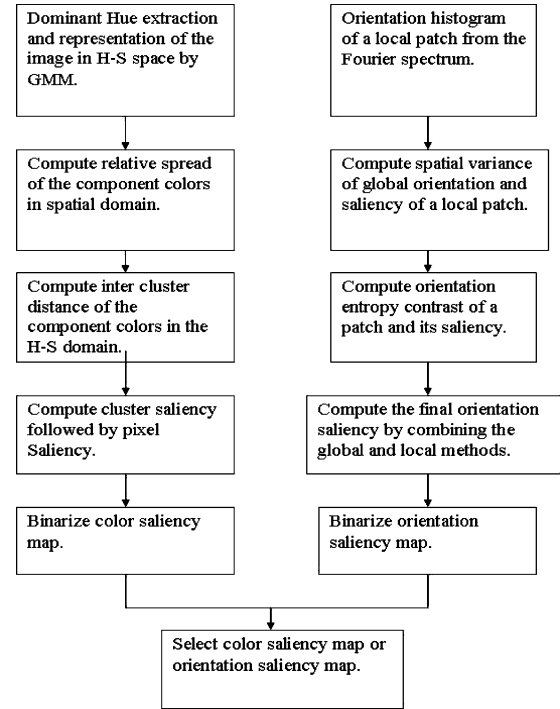 Dominant Hue extraction
and representation of the
image in H-S space by
GMM.
Compute relative spread
of the component colors
in spatial domain.
Compute inter cluster
distance of the
component colors in the
H-S domain.
Compute cluster saliency
followed by pixel
Saliency.
Binarize color saliency
map.
Orientation histogram
of a local patch from the
Fourier spectrum.
Compute spatial variance
of global orientation and
saliency of a local patch.
Compute orientation
entropy contrast of a
patch and its saliency.
Compute the final orientation
saliency by combining the
global and local methods.
Binarize orientation
saliency map.
Select color saliency map or
orientation saliency map.